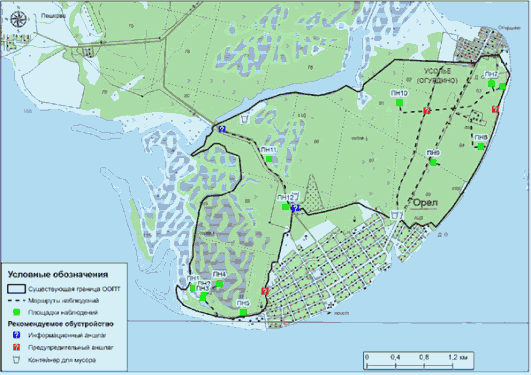 Пешково
Огурдино
УСОЛЬЕ
(ОГУРДИНО)
ПН7
ПН10
ПН8
ПН11
ПН9
ПН12
Орел
ПН4
ПН1
ПН2
ПН3
ПН5
Условные обозначения
Существующая граница ООПТ
Маршруты наблюдений
Площадки наблюдений
Рекомендуемое обустройство
Информационный аншлаг
Предупредительный аншлаг
Контейнер для мусора
0 0,4 0,8 1,2 км